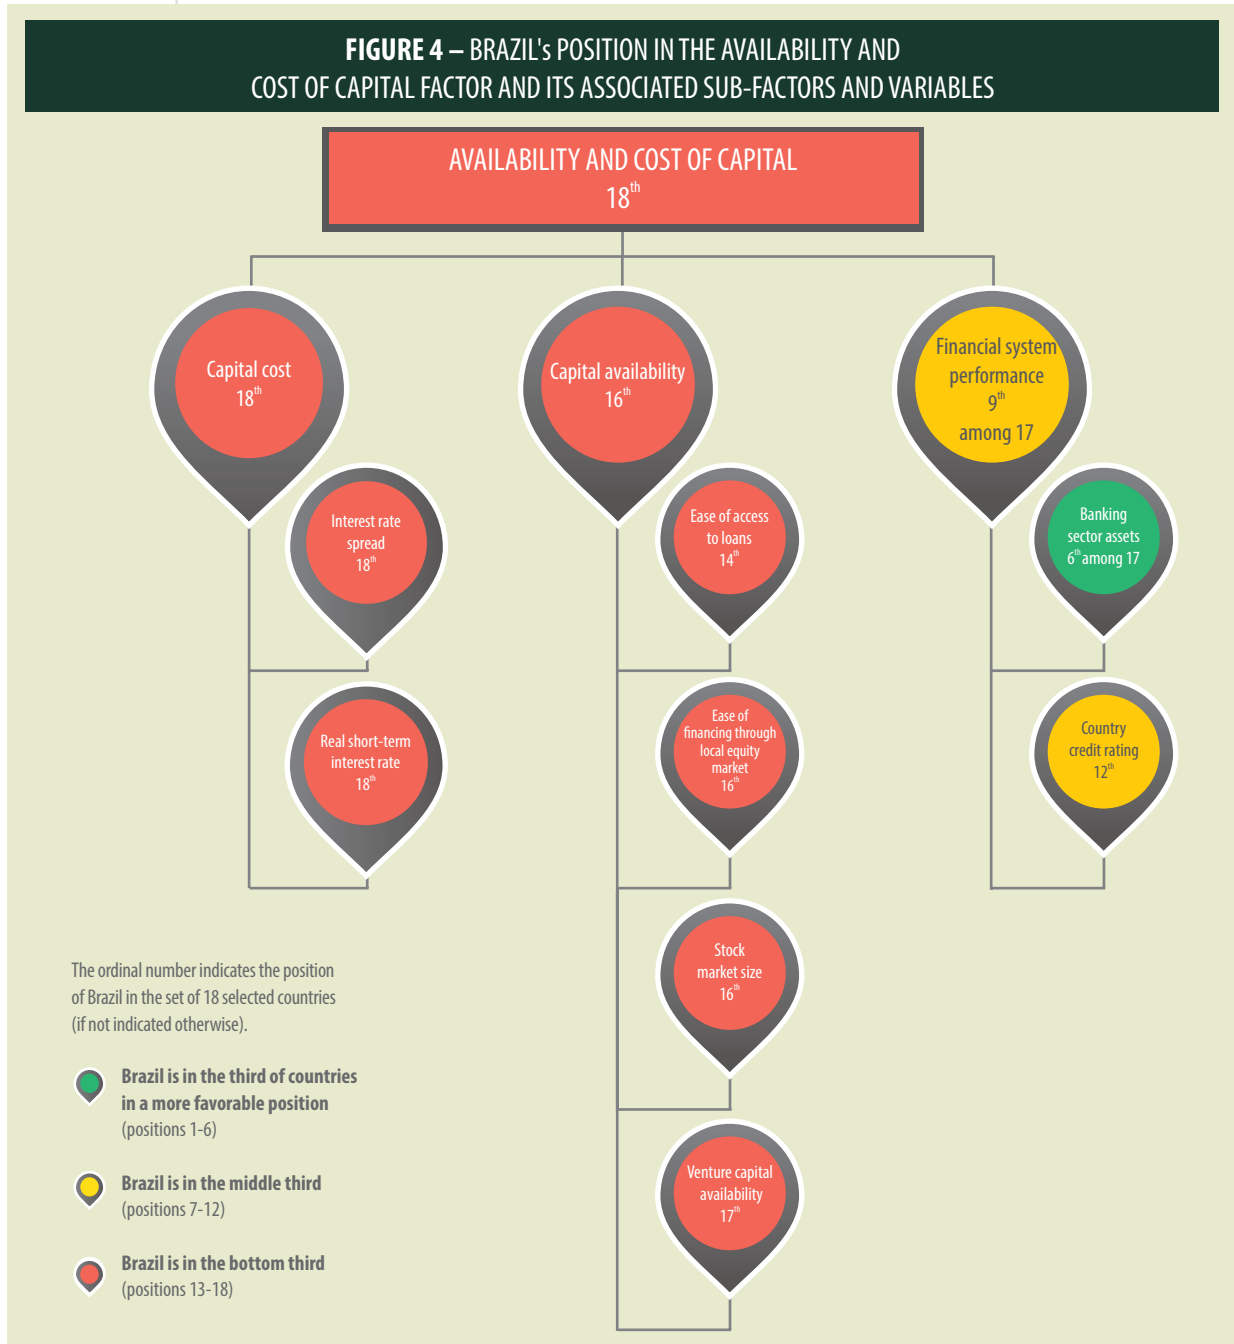 FIGURE 4 – BRAZIL's POSITION IN THE AVAILABILITY AND
COST OF CAPITAL FACTOR AND ITS ASSOCIATED SUB-FACTORS AND VARIABLES
AVAILABILITY AND COST OF CAPITAL
18th
Capital cost
18th
Interest rate
spread
18th
Real short-term
interest rate
18th
Capital availability
16th
Ease of access
to loans
14th
Ease of
financing through
local equity
market
16th
Stock
market size
16th
Venture capital
availability
17th
Financial system
performance
9th
among 17
Banking
sector assets
6th among 17
Country
credit rating
12th
The ordinal number indicates the position
of Brazil in the set of 18 selected countries
(if not indicated otherwise).
Brazil is in the third of countries
in a more favorable position
(positions 1-6)
Brazil is in the middle third
(positions 7-12)
Brazil is in the bottom third
(positions 13-18)